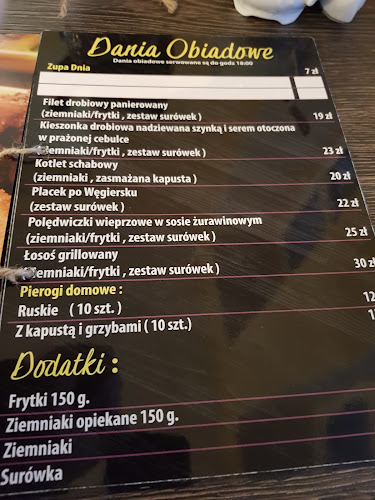 Dania Obiadowe
Dania obiadowe serwowane są do godz 18:00
Zupa Dnia 7 zł
Filet drobiowy panierowany
(ziemniaki/frytki , zestaw surówek ) 19 zł
Kieszonka drobiowa nadziewana szynką i serem otoczona
w prażonej cebulce
(ziemniaki/frytki , zestaw surówek ) 23 zł
Kotlet schabowy
(ziemniaki , zasmażana kapusta ) 20 zł
Placek po Węgiersku
(zestaw surówek ) 22 zł
Polędwiczki wieprzowe w sosie żurawinowym
(ziemniaki/frytki , zestaw surówek ) 25 zł
Łosoś grillowany
(ziemniaki/frytki , zestaw surówek ) 30 zł
Pierogi domowe :
Ruskie ( 10 szt. ) 12
Z kapustą i grzybami ( 10 szt.)
Dodatki :
Frytki 150 g.
Ziemniaki opiekane 150 g.
Ziemniaki
Surówka